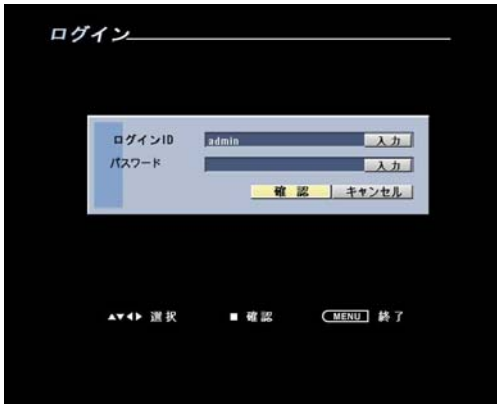 ログイン
ログインID admin 入力
パスワード 入力
確認 キャンセル
▲▼◀▶ 選択 ■ 確認 MENU 終了